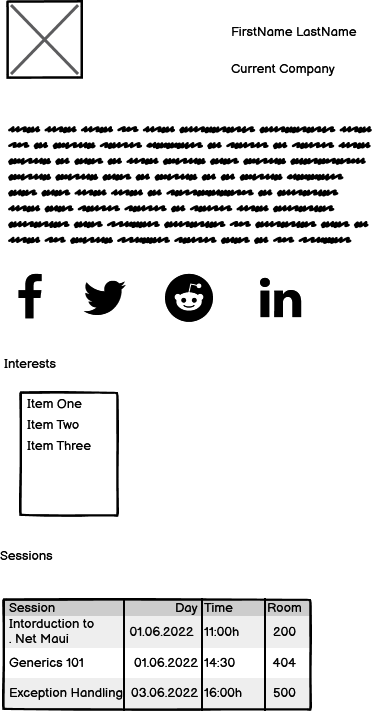 FirstName LastName
Current Company
f
in
Interests
Item One
Item Two
Item Three
Sessions
Session Day Time Room
Intorduction to
. Net Maui 01.06.2022 11:00h 200
Generics 101 01.06.2022 14:30 404
Exception Handling 03.06.2022 16:00h 500